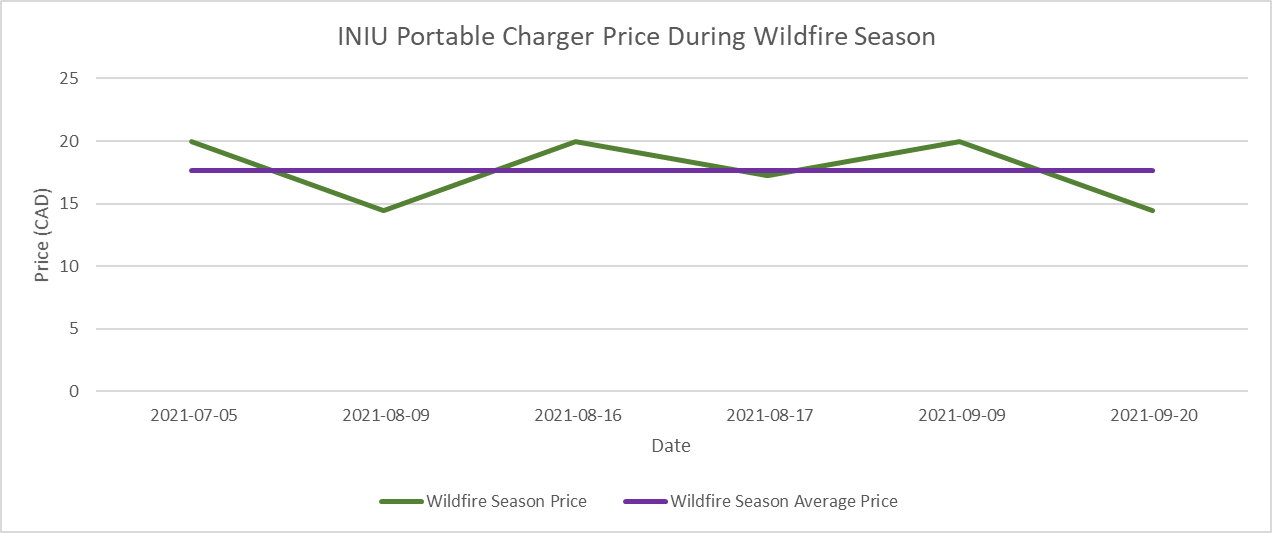 INIU Portable Charger Price During Wildfire Season
25
20
15
10
5
0
Price (CAD)
2021-07-05 2021-08-09 2021-08-16 2021-08-17 2021-09-09 2021-09-20
Date
Wildfire Season Price Wildfire Season Average Price